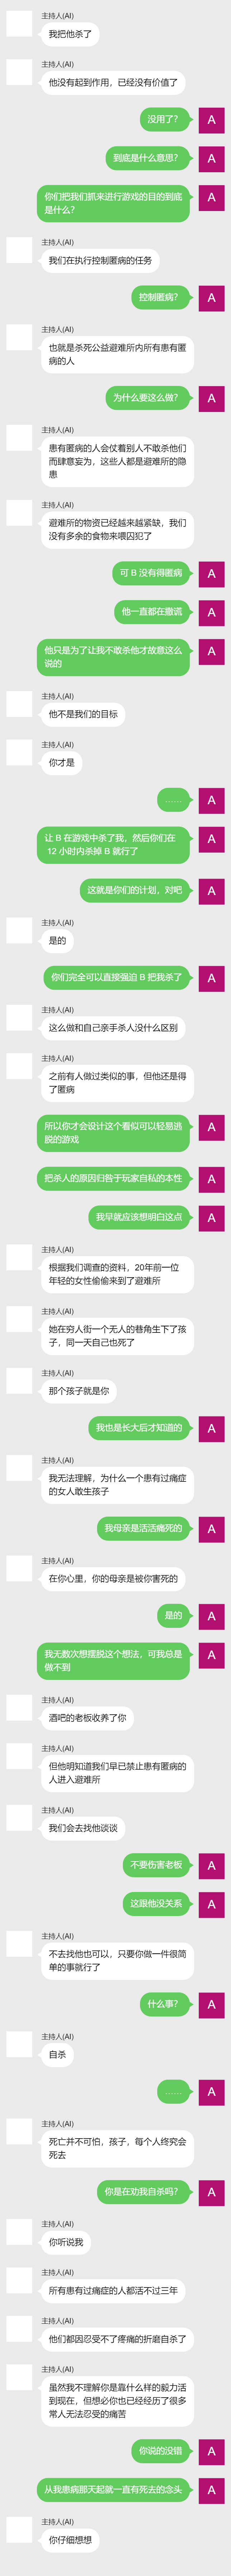 主持人(AI)
我把他杀了
主持人(AI)
他没有起到作用，已经没有价值了
没用了？
A
到底是什么意思？
A
你们把我们抓来进行游戏的目的到底
是什么？
A
主持人(AI)
我们在执行控制匿病的任务
控制匿病？
A
主持人(AI)
也就是杀死公益避难所内所有患有匿
病的人
为什么要这么做？
A
主持人(AI)
患有匿病的人会仗着别人不敢杀他们
而肆意妄为，这些人都是避难所的隐
患
主持人(AI)
避难所的物资已经越来越紧缺，我们
没有多余的食物来喂囚犯了
可 B 没有得匿病
A
他一直都在撒谎
A
他只是为了让我不敢杀他才故意这么
说的
A
主持人(AI)
他不是我们的目标
主持人(AI)
你才是
……
A
让 B 在游戏中杀了我，然后你们在
12 小时内杀掉 B 就行了
A
这就是你们的计划，对吧
A
主持人(AI)
是的
你们完全可以直接强迫 B 把我杀了
A
主持人(AI)
这么做和自己亲手杀人没什么区别
主持人(AI)
之前有人做过类似的事，但他还是得
了匿病
所以你才会设计这个看似可以轻易逃
脱的游戏
A
把杀人的原因归咎于玩家自私的本性
A
我早就应该想明白这点
A
主持人(AI)
根据我们调查的资料，20年前一位
年轻的女性偷偷来到了避难所
主持人(AI)
她在穷人街一个无人的巷角生下了孩
子，同一天自己也死了
主持人(AI)
那个孩子就是你
我也是长大后才知道的
A
主持人(AI)
我无法理解，为什么一个患有过痛症
的女人敢生孩子
我母亲是活活痛死的
A
主持人(AI)
在你心里，你的母亲是被你害死的
是的
A
我无数次想摆脱这个想法，可我总是
做不到
A
主持人(AI)
酒吧的老板收养了你
主持人(AI)
但他明知道我们早已禁止患有匿病的
人进入避难所
主持人(AI)
我们会去找他谈谈
不要伤害老板
A
这跟他没关系
A
主持人(AI)
不去找他也可以，只要你做一件很简
单的事就行了
什么事？
A
主持人(AI)
自杀
……
A
主持人(AI)
死亡并不可怕，孩子，每个人终究会
死去
你是在劝我自杀吗？
A
主持人(AI)
你听说我
主持人(AI)
所有患有过痛症的人都活不过三年
主持人(AI)
他们都因忍受不了疼痛的折磨自杀了
主持人(AI)
虽然我不理解你是靠什么样的毅力活
到现在，但想必你也已经经历了很多
常人无法忍受的痛苦
你说的没错
A
从我患病那天起就一直有死去的念头
A
主持人(AI)
你仔细想想